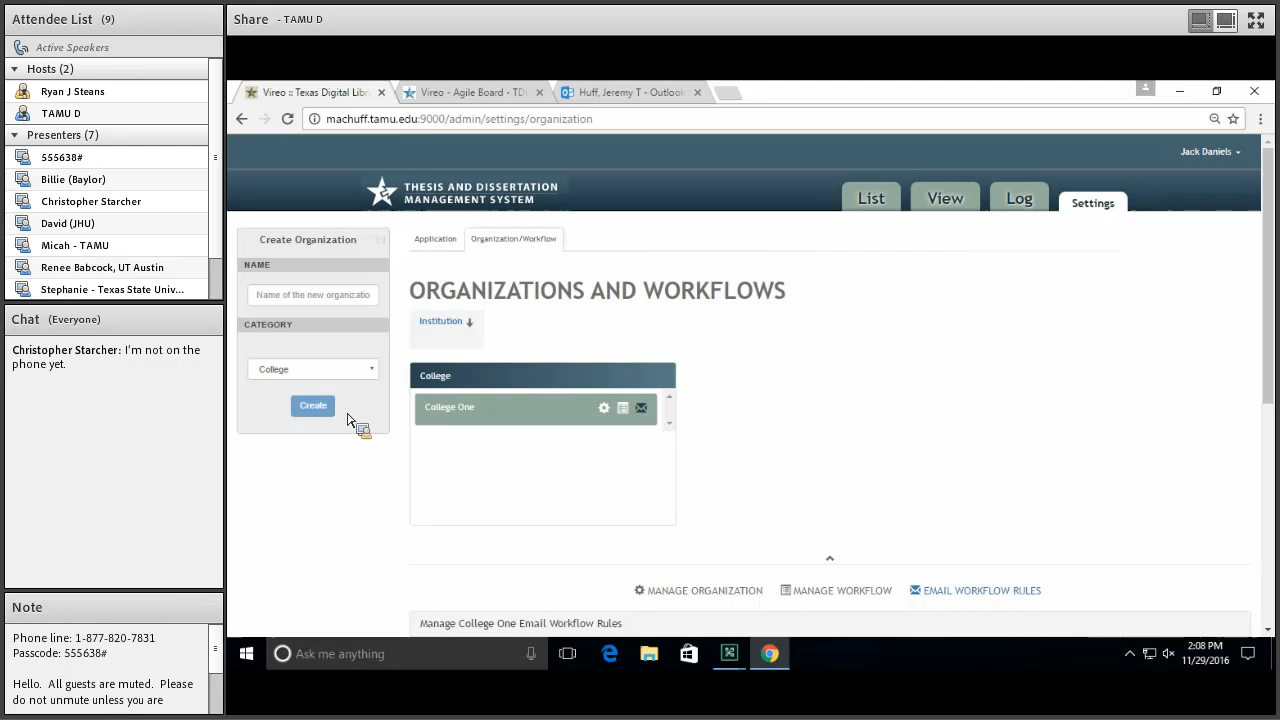 Attendee List (9)
Active Speakers
Hosts (2)
Ryan J Steans
TAMU D
Presenters (7)
555638#
Billie (Baylor)
Christopher Starcher
David (JHU)
Micah - TAMU
Renee Babcock, UT Austin
Stephanie - Texas State Univ...
Chat (Everyone)
Christopher Starcher: I'm not on the
phone yet.
Note
Phone line: 1-877-820-7831
Passcode: 555638#
Hello. All guests are muted. Please
do not unmute unless you are
Share - TAMU D
Vireo :: Texas Digital Libr
Vireo - Agile Board - TDL
Huff, Jeremy T - Outlook
machuff.tamu.edu:9000/admin/settings/organization
Jack Daniels
THESIS AND DISSERTATION
MANAGEMENT SYSTEM
List
View
Log
Settings
Create Organization
NAME
Name of the new organizatio
CATEGORY
College
Create
Application
Organization/Workflow
ORGANIZATIONS AND WORKFLOWS
Institution
College
College One
MANAGE ORGANIZATION
MANAGE WORKFLOW
EMAIL WORKFLOW RULES
Manage College One Email Workflow Rules
Ask me anything
2:08 PM
11/29/2016